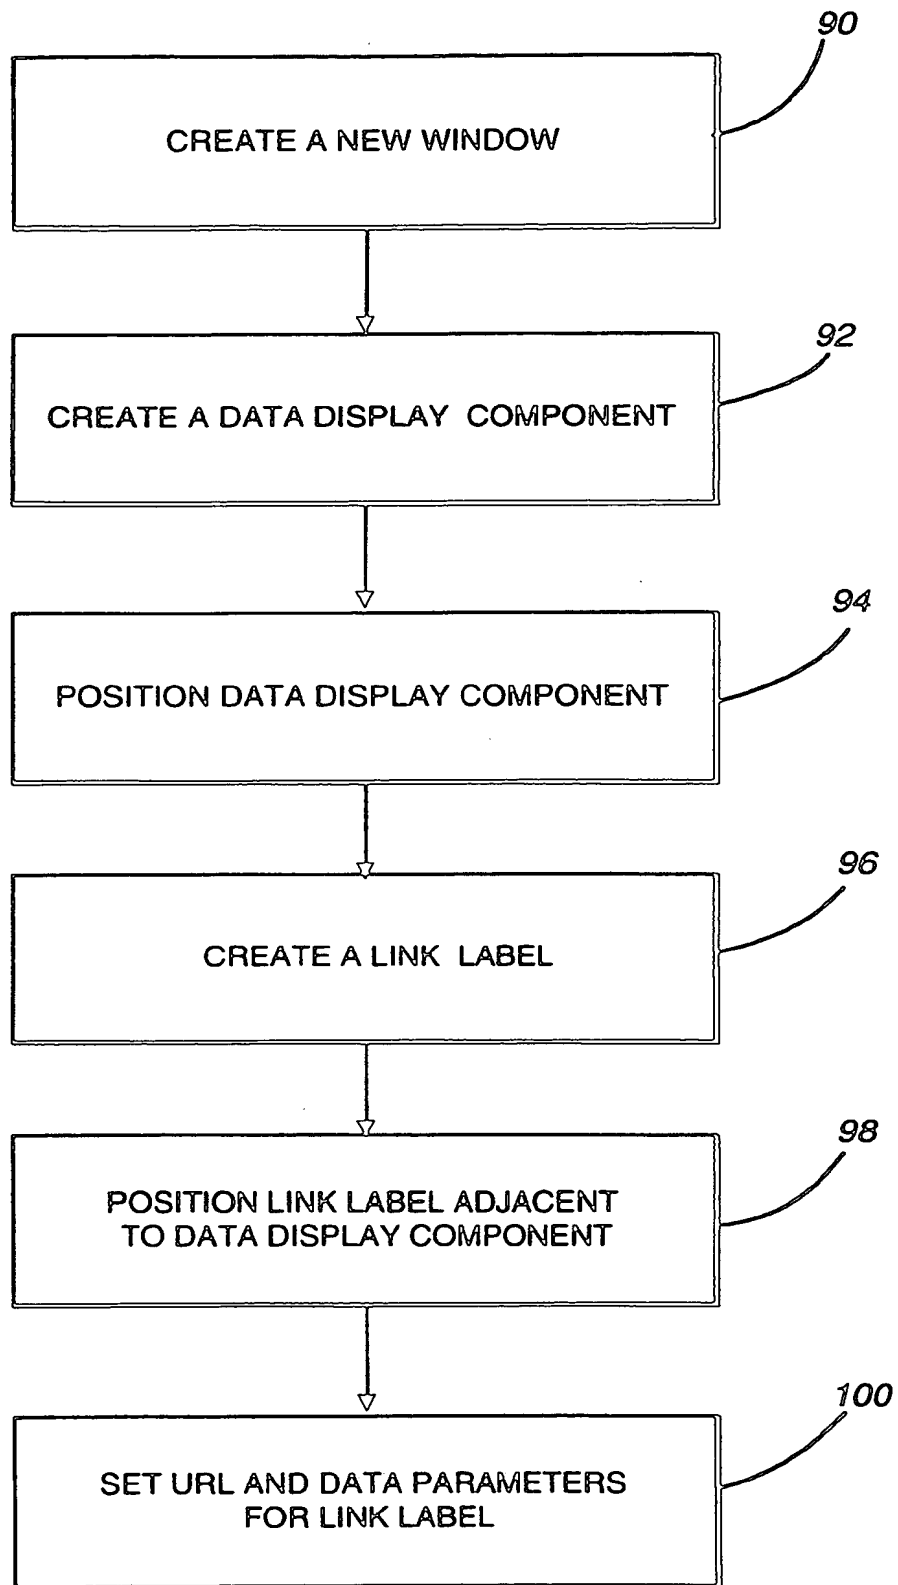 90
CREATE A NEW WINDOW
92
CREATE A DATA DISPLAY COMPONENT
94
POSITION DATA DISPLAY COMPONENT
96
CREATE A LINK LABEL
98
POSITION LINK LABEL ADJACENT
TO DATA DISPLAY COMPONENT
100
SET URL AND DATA PARAMETERS
FOR LINK LABEL